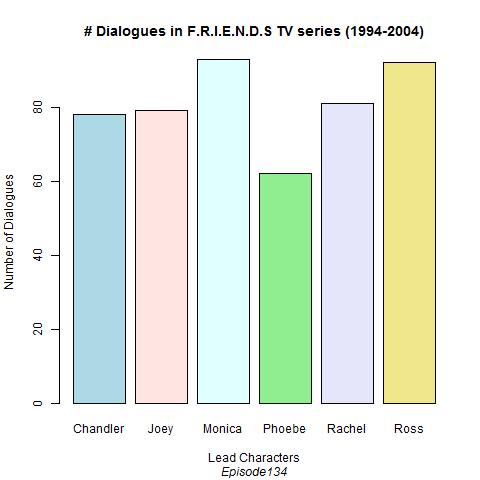 # Dialogues in F.R.I.E.N.D.S TV series (1994-2004)
Number of Dialogues
80
60
40
20
0
Chandler Joey Monica Phoebe Rachel Ross
Lead Characters
Episode134